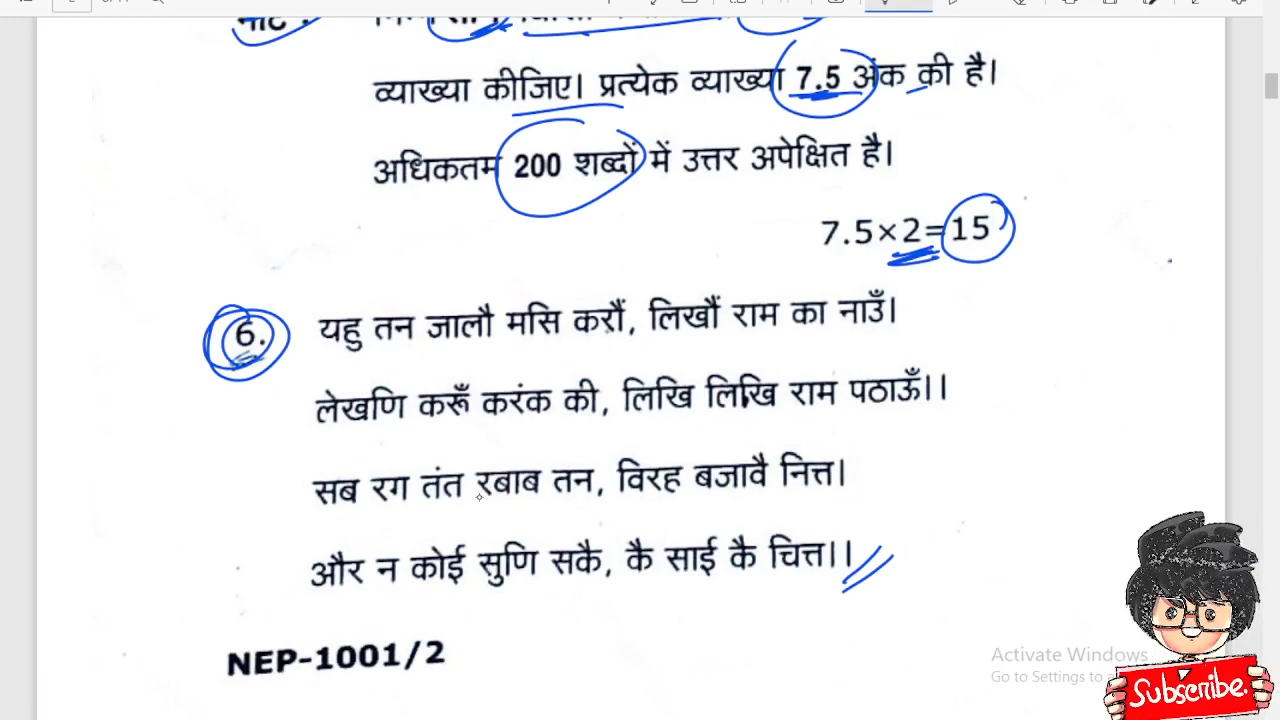 व्याख्या कीजिए। प्रत्येक व्याख्या 7.5 अंक की है।
अधिकतम 200 शब्दों में उत्तर अपेक्षित है।
7.5×2=15
6. यहु तन जालौ मसि करौं, लिखौं राम का नाउँ।
लेखणि करूँ करंक की, लिखि लिखि राम पठाऊँ।।
सब रग तंत रबाब तन, विरह बजावै नित्त।
और न कोई सुणि सकै, कै साई कै चित्त।।
NEP-1001/2
Activate Windows
Go to Settings to
Subscribe.